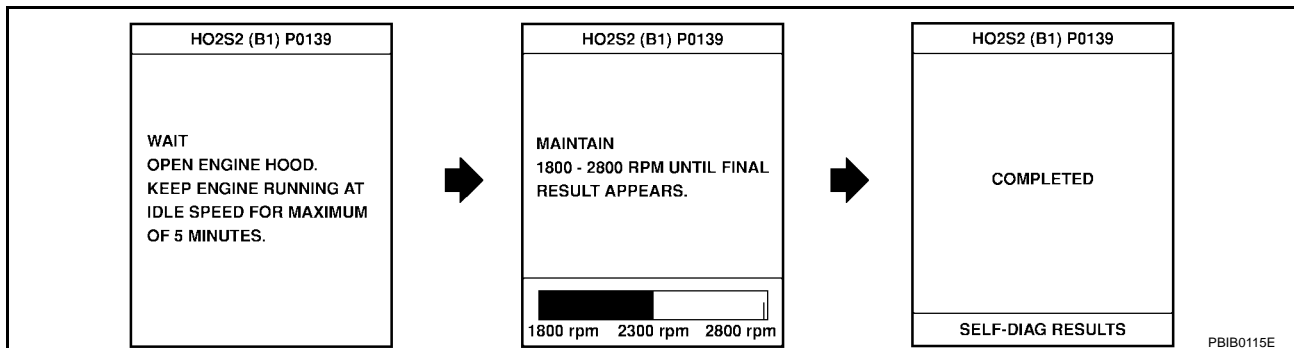 HO2S2 (B1) P0139
WAIT
OPEN ENGINE HOOD.
KEEP ENGINE RUNNING AT
IDLE SPEED FOR MAXIMUM
OF 5 MINUTES.
HO2S2 (B1) P0139
MAINTAIN
1800 - 2800 RPM UNTIL FINAL
RESULT APPEARS.
1800 rpm 2300 rpm 2800 rpm
HO2S2 (B1) P0139
COMPLETED
SELF-DIAG RESULTS
PBIB0115E